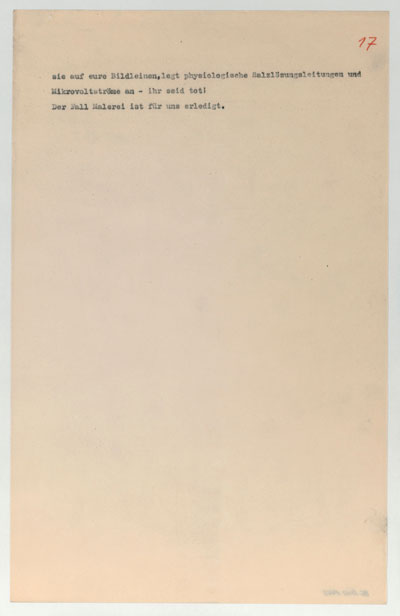 17
sie auf eure Bildleinen,legt physiologische Salzlösungsleitungen und
Mikrovoltströme an - ihr seid tot!
Der Fall Malerei ist für uns erledigt.